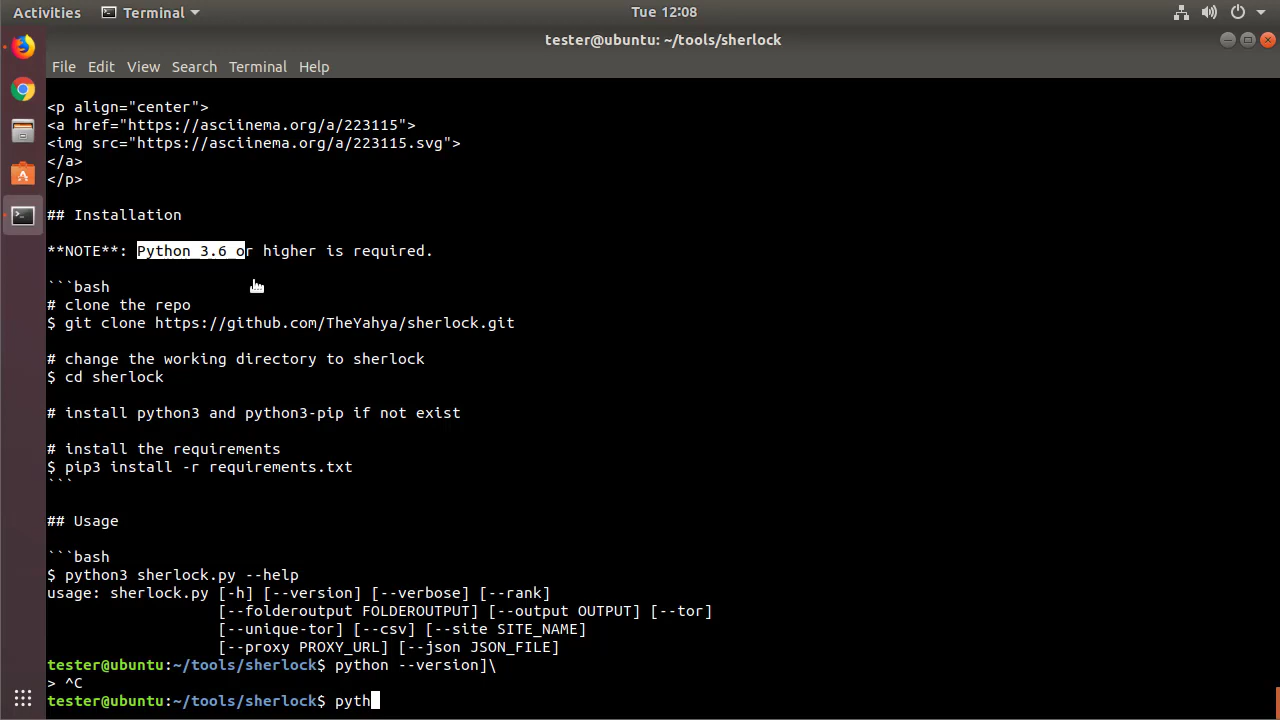 Activities
Terminal
Tue 12:08
tester@ubuntu: ~/tools/sherlock
File Edit View Search Terminal Help
<p align="center">
<a href="https://asciinema.org/a/223115">
<img src="https://asciinema.org/a/223115.svg">
</a>
</p>
## Installation
**NOTE**: Python 3.6 or higher is required.
```bash
# clone the repo
$ git clone https://github.com/TheYahya/sherlock.git
# change the working directory to sherlock
$ cd sherlock
# install python3 and python3-pip if not exist
# install the requirements
$ pip3 install -r requirements.txt
```
## Usage
```bash
$ python3 sherlock.py --help
usage: sherlock.py [-h] [--version] [--verbose] [--rank]
[--folderoutput FOLDEROUTPUT] [--output OUTPUT] [--tor]
[--unique-tor] [--csv] [--site SITE_NAME]
[--proxy PROXY_URL] [--json JSON_FILE]
tester@ubuntu:~/tools/sherlock$ python --version]\
> ^C
tester@ubuntu:~/tools/sherlock$ pyth